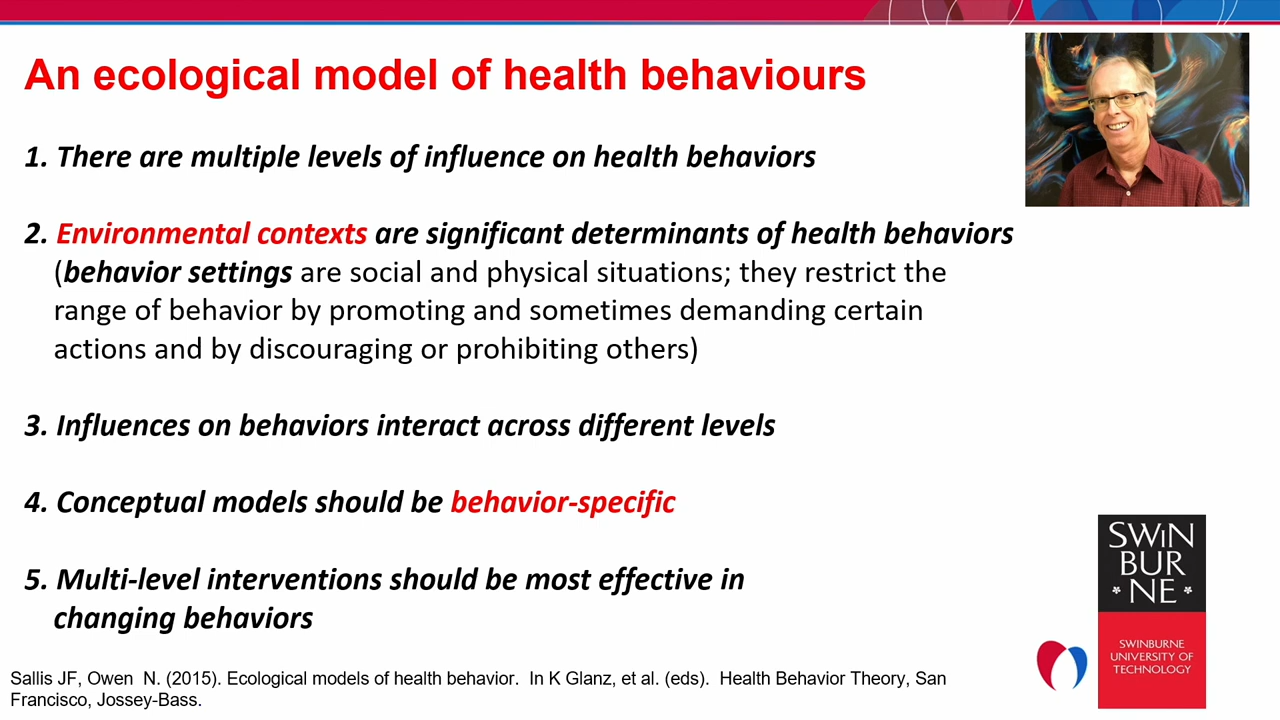 An ecological model of health behaviours
1. There are multiple levels of influence on health behaviors
2. Environmental contexts are significant determinants of health behaviors
(behavior settings are social and physical situations; they restrict the
range of behavior by promoting and sometimes demanding certain
actions and by discouraging or prohibiting others)
3. Influences on behaviors interact across different levels
4. Conceptual models should be behavior-specific
5. Multi-level interventions should be most effective in
changing behaviors
Sallis JF, Owen N. (2015). Ecological models of health behavior. In K Glanz, et al. (eds). Health Behavior Theory, San
Francisco, Jossey-Bass.
SWiN
BUR
* NE *
SWINBURNE
UNIVERSITY OF
TECHNOLOGY